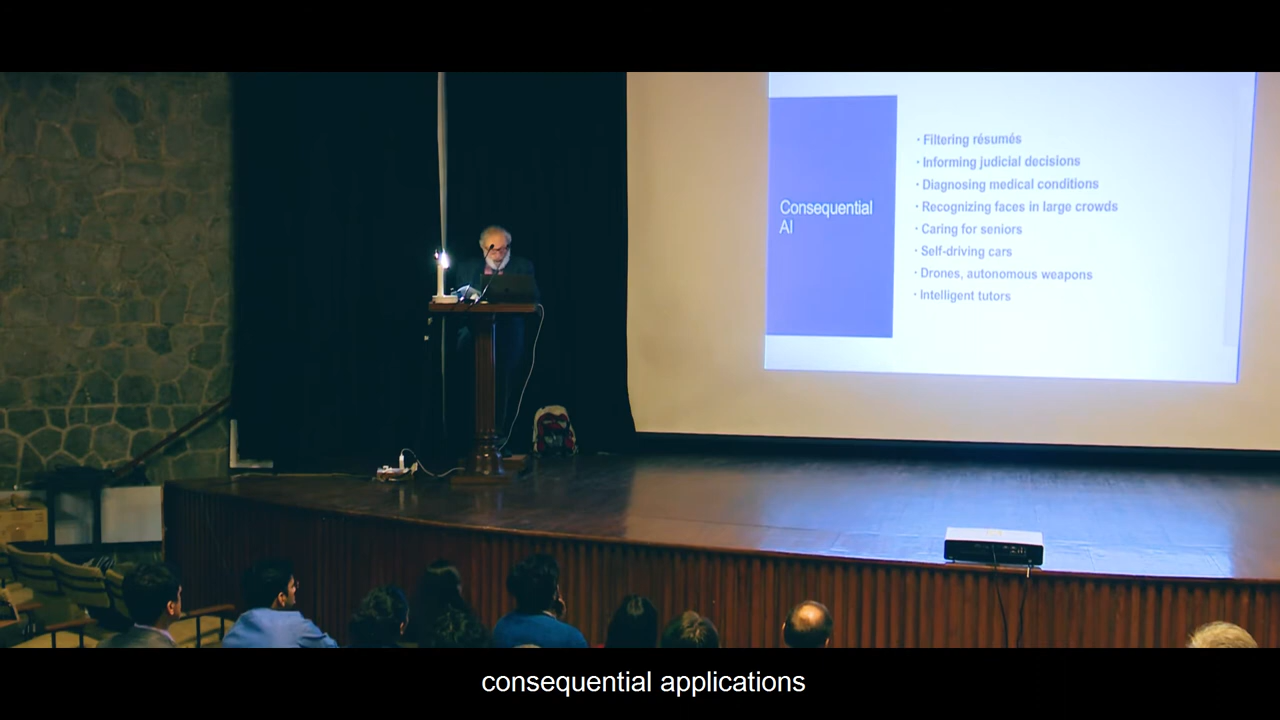 Consequential
AI
· Filtering résumés
· Informing judicial decisions
· Diagnosing medical conditions
· Recognizing faces in large crowds
· Caring for seniors
· Self-driving cars
· Drones, autonomous weapons
· Intelligent tutors
consequential applications